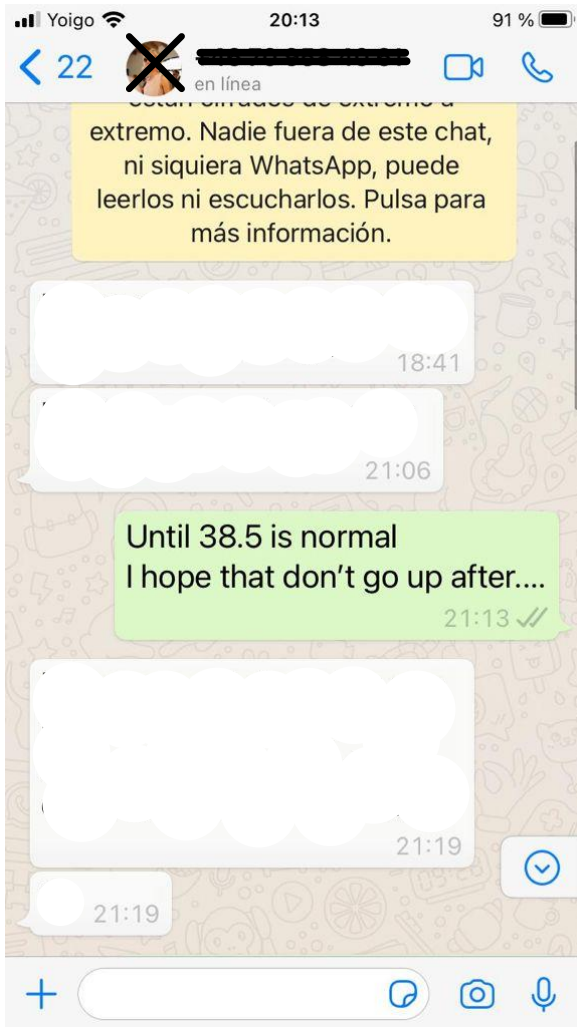 Yoigo 20:13 91 %
22
en línea
extremo. Nadie fuera de este chat,
ni siquiera WhatsApp, puede
leerlos ni escucharlos. Pulsa para
más información.
18:41
21:06
Until 38.5 is normal
I hope that don’t go up after....
21:13
21:19
21:19